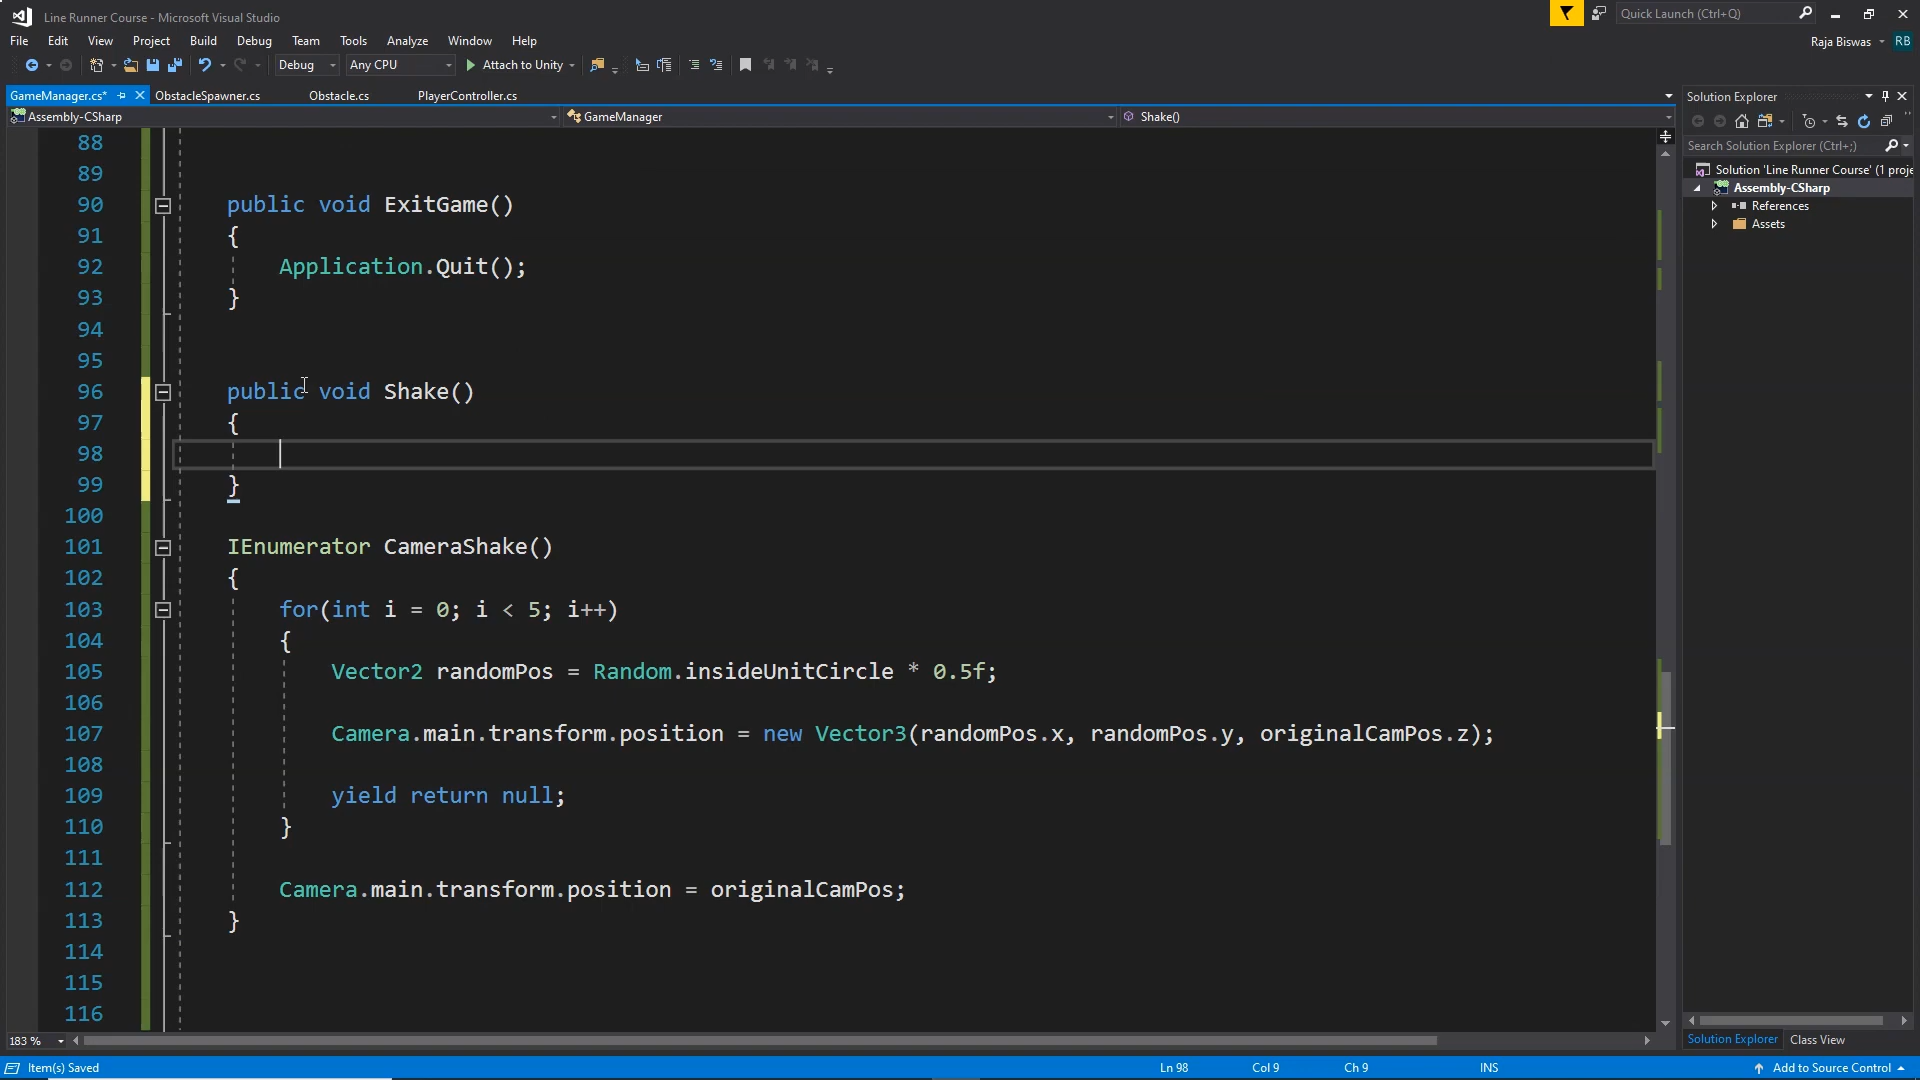 Line Runner Course - Microsoft Visual Studio
Quick Launch (Ctrl+Q)
File Edit View Project Build Debug Team Tools Analyze Window Help
Raja Biswas RB
Debug Any CPU Attach to Unity
GameManager.cs* ObstacleSpawner.cs Obstacle.cs PlayerController.cs
Solution Explorer
Assembly-CSharp GameManager Shake()
Search Solution Explorer (Ctrl+;)
Solution 'Line Runner Course' (1 proje
Assembly-CSharp
References
Assets
88
89
90 public void ExitGame()
91 {
92 Application.Quit();
93 }
94
95
96 public void Shake()
97 {
98
99 }
100
101 IEnumerator CameraShake()
102 {
103 for(int i = 0; i < 5; i++)
104 {
105 Vector2 randomPos = Random.insideUnitCircle * 0.5f;
106
107 Camera.main.transform.position = new Vector3(randomPos.x, randomPos.y, originalCamPos.z);
108
109 yield return null;
110 }
111
112 Camera.main.transform.position = originalCamPos;
113 }
114
115
116
183 %
Solution Explorer Class View
Item(s) Saved Ln 98 Col 9 Ch 9 INS Add to Source Control